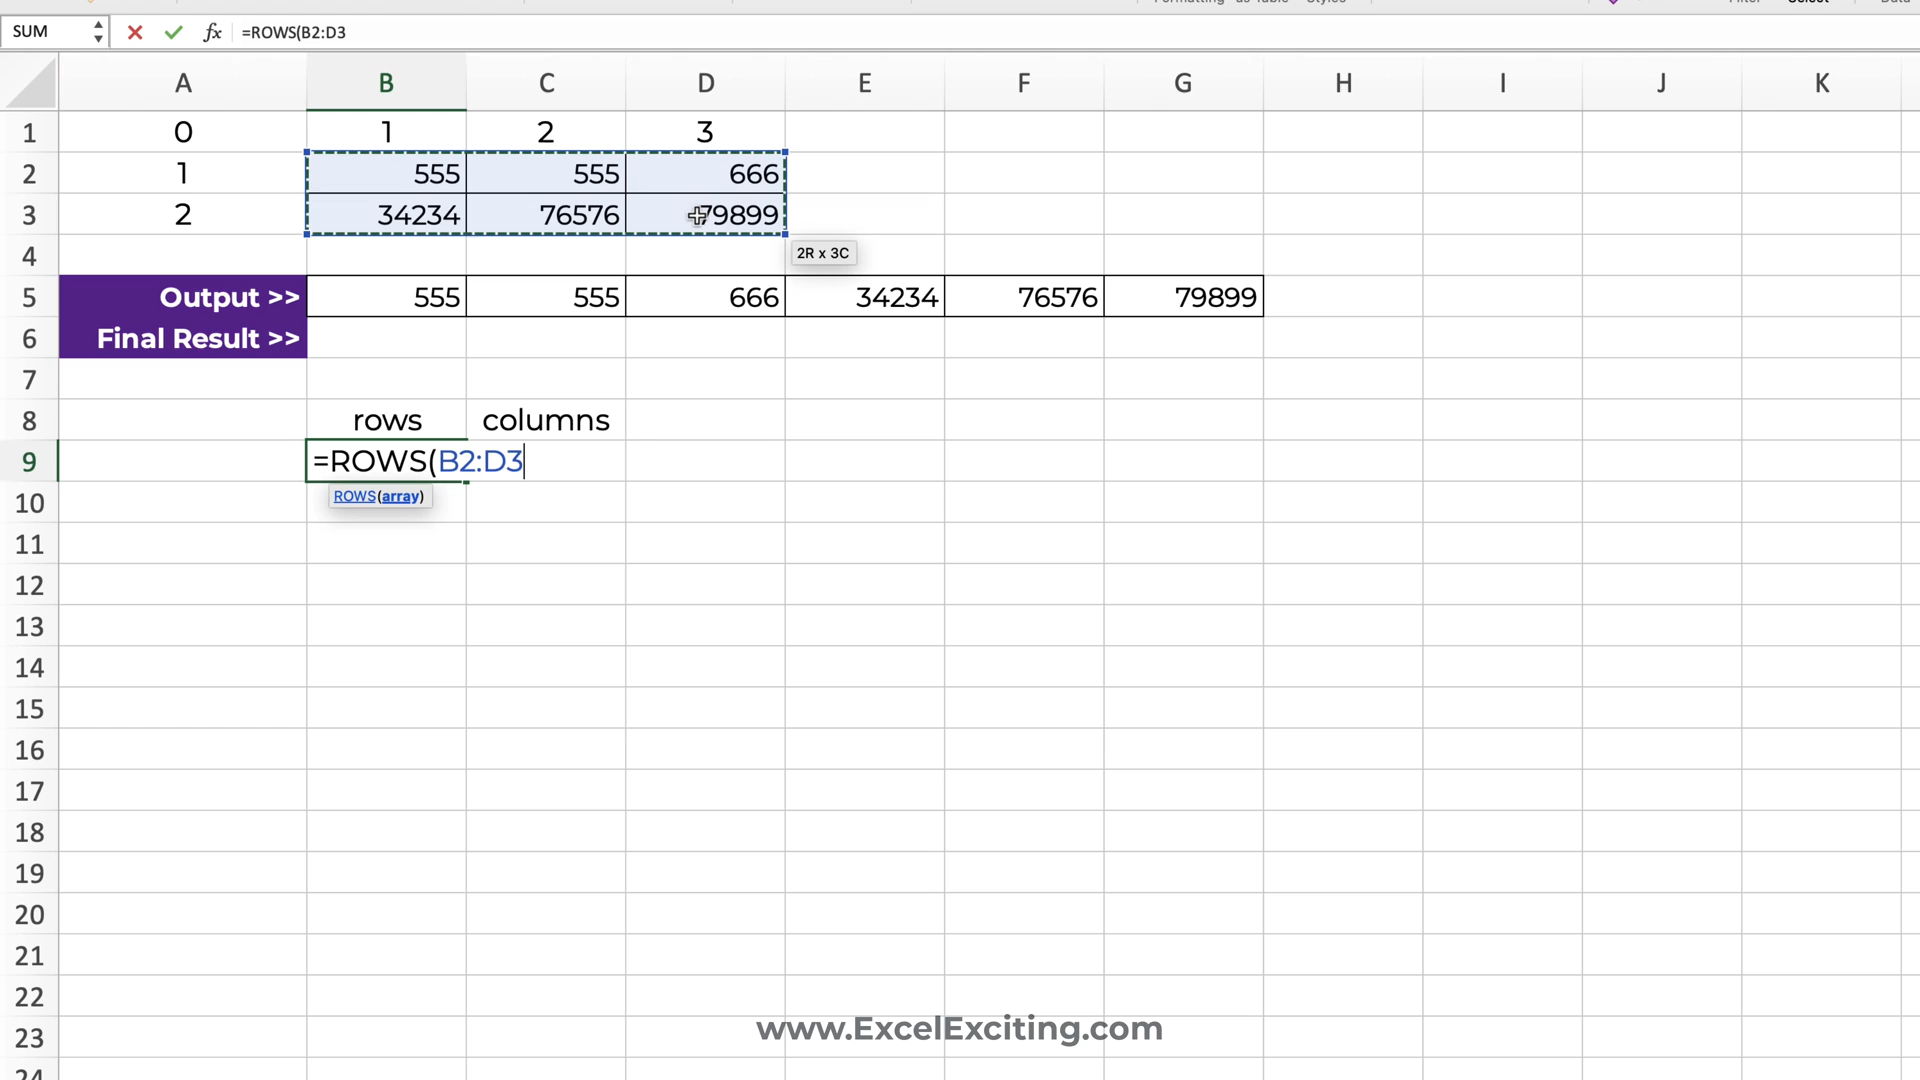 SUM fx =ROWS(B2:D3
A B C D E F G H I J K
1 0 1 2 3
2 1 555 555 666
3 2 34234 76576 79899
4 2R x 3C
5 Output >> 555 555 666 34234 76576 79899
6 Final Result >>
7
8 rows columns
9 =ROWS(B2:D3
10 ROWS(array)
11
12
13
14
15
16
17
18
19
20
21
22
www.ExcelExciting.com
23
24